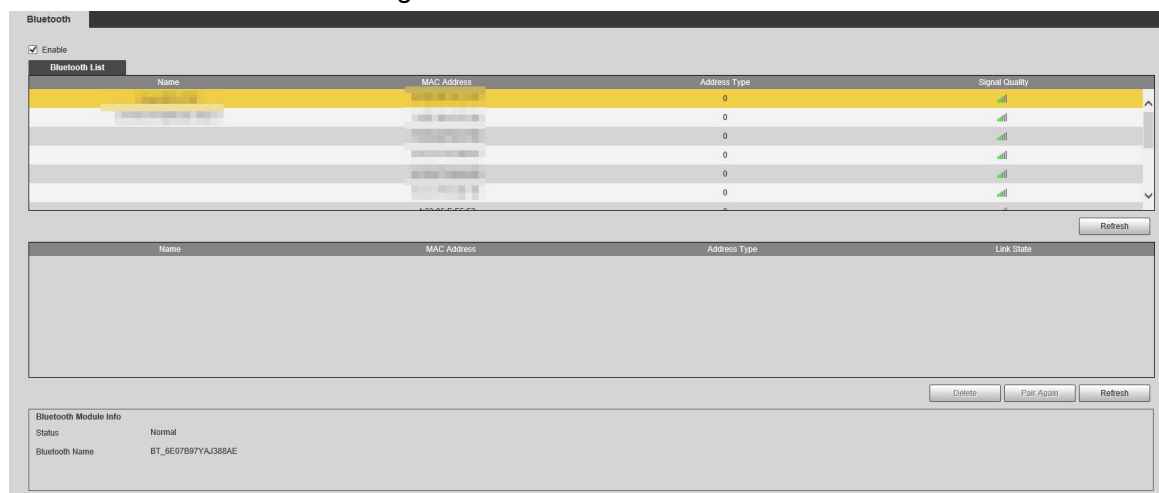 Bluetooth
Enable
Bluetooth List
Name MAC Address Address Type Signal Quality
0
0
0
0
0
0
Refresh
Name MAC Address Address Type Link State
Delete Pair Again Refresh
Bluetooth Module Info
Status Normal
Bluetooth Name BT_6E07B97YAJ388AE